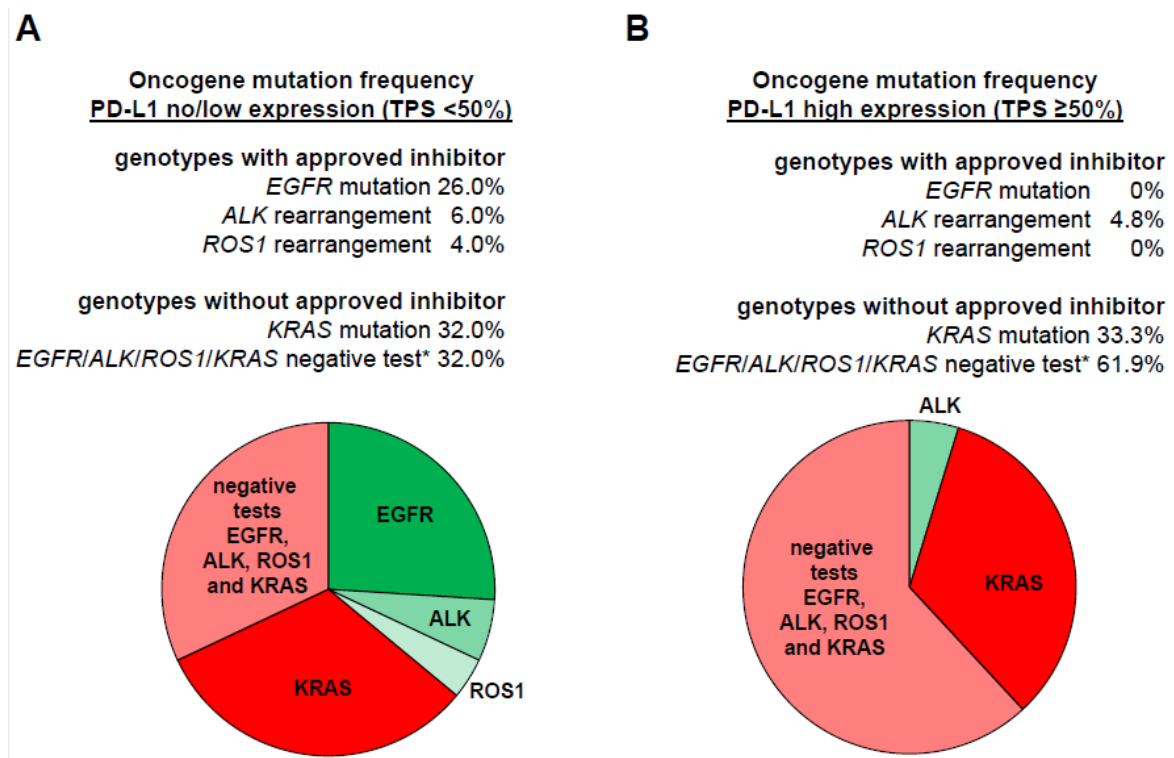 A
Oncogene mutation frequency
PD-L1 no/low expression (TPS <50%)
genotypes with approved inhibitor
EGFR mutation 26.0%
ALK rearrangement 6.0%
ROS1 rearrangement 4.0%
genotypes without approved inhibitor
KRAS mutation 32.0%
EGFR/ALK/ROS1/KRAS negative test* 32.0%
negative
tests
EGFR,
ALK, ROS1
and KRAS
EGFR
ALK
ROS1
KRAS
B
Oncogene mutation frequency
PD-L1 high expression (TPS ≥50%)
genotypes with approved inhibitor
EGFR mutation 0%
ALK rearrangement 4.8%
ROS1 rearrangement 0%
genotypes without approved inhibitor
KRAS mutation 33.3%
EGFR/ALK/ROS1/KRAS negative test* 61.9%
ALK
negative
tests
EGFR,
ALK, ROS1
and KRAS
KRAS